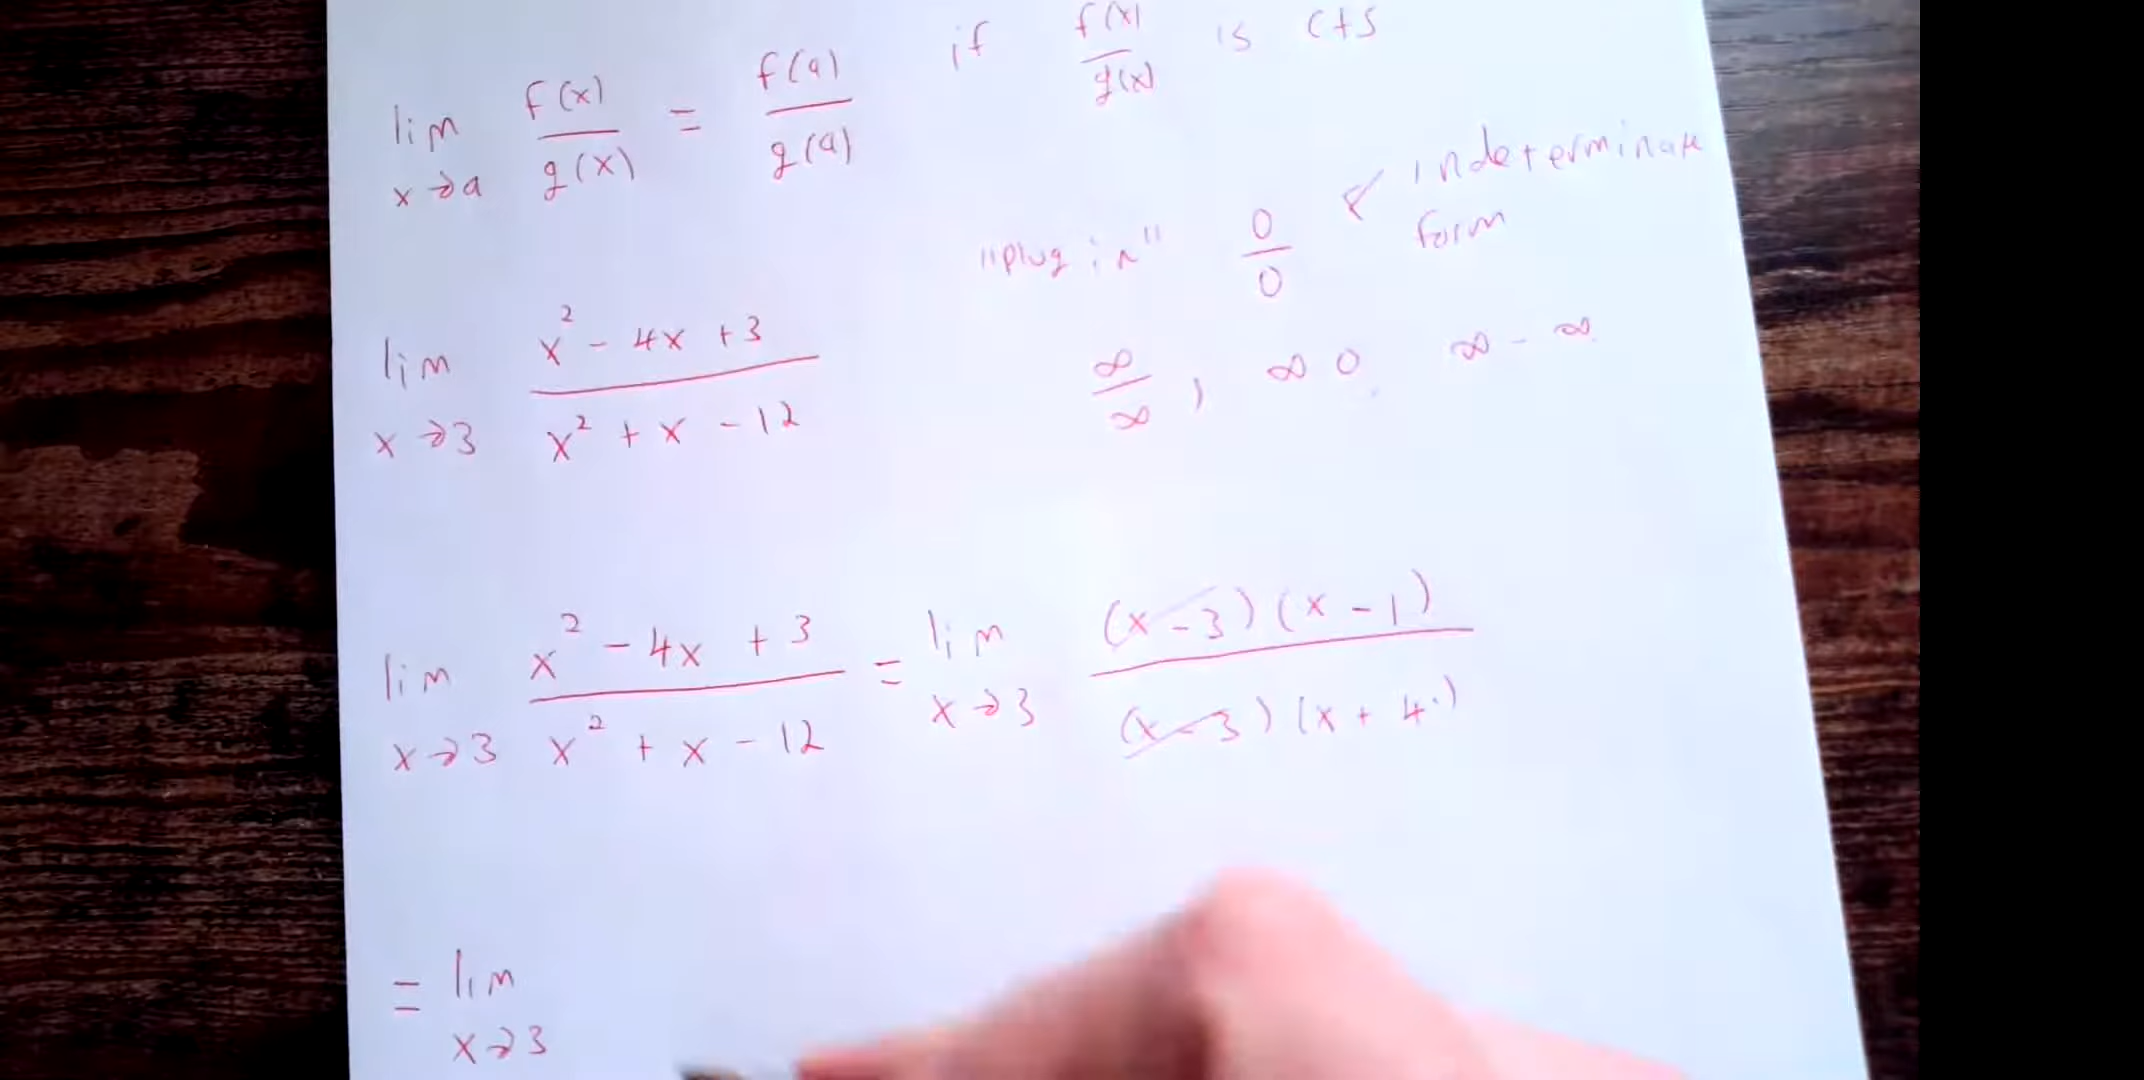 lim x→a f(x)/g(x) = f(a)/g(a) if f(x)/g(x) is cts
"plug in" 0/0 ← indeterminate form
lim x→3 (x² - 4x + 3)/(x² + x - 12)
∞/∞ , ∞ 0 ∞ - ∞
lim x→3 (x² - 4x + 3)/(x² + x - 12) = lim x→3 (x - 3)(x - 1)/(x - 3)(x + 4)
= lim x→3